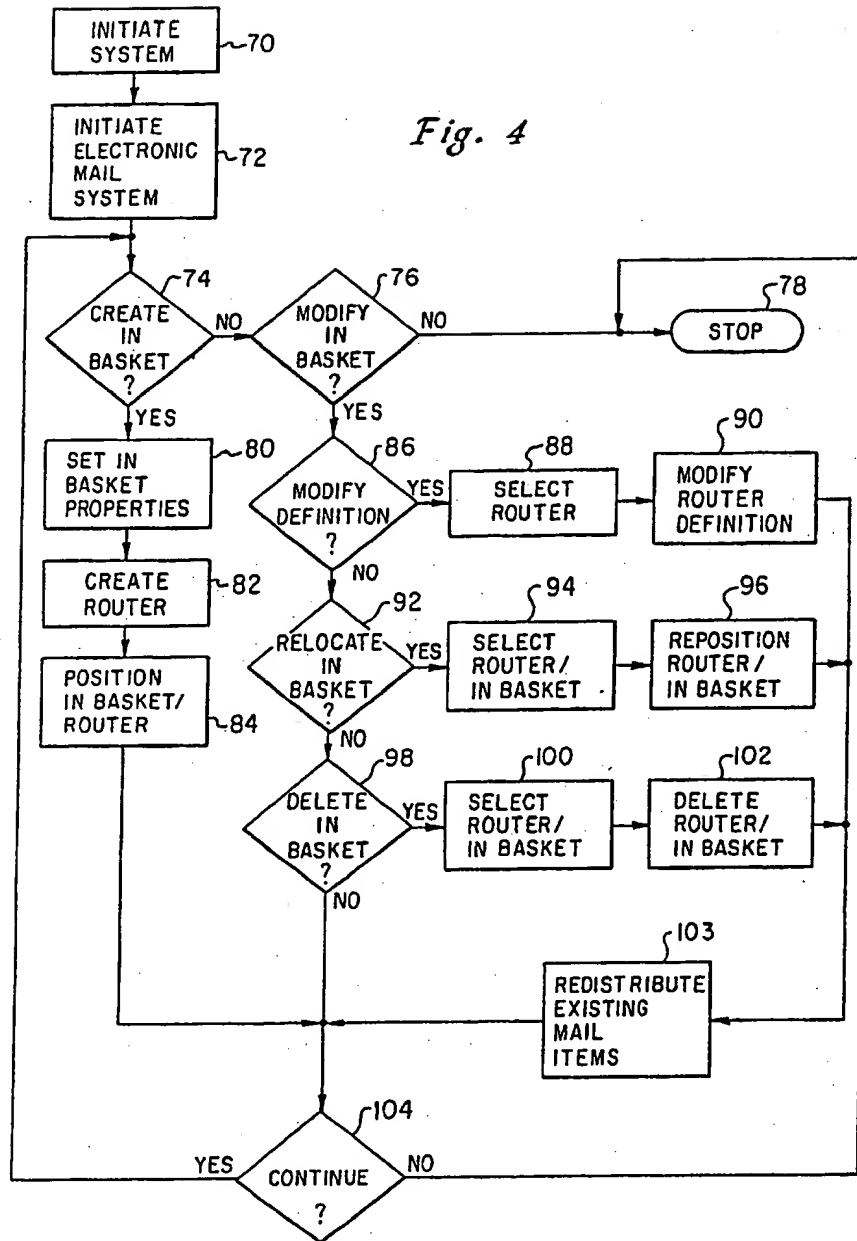 INITIATE
SYSTEM
70
INITIATE
ELECTRONIC
MAIL
SYSTEM
72
Fig. 4
74
CREATE
IN
BASKET
?
NO
YES
76
MODIFY
IN
BASKET
?
NO
YES
78
STOP
SET IN
BASKET
PROPERTIES
80
CREATE
ROUTER
82
POSITION
IN BASKET/
ROUTER
84
86
MODIFY
DEFINITION
?
YES
NO
88
SELECT
ROUTER
90
MODIFY
ROUTER
DEFINITION
92
RELOCATE
IN
BASKET
?
YES
NO
94
SELECT
ROUTER/
IN BASKET
96
REPOSITION
ROUTER/
IN BASKET
98
DELETE
IN
BASKET
?
YES
NO
100
SELECT
ROUTER/
IN BASKET
102
DELETE
ROUTER/
IN BASKET
103
REDISTRIBUTE
EXISTING
MAIL
ITEMS
104
CONTINUE
?
YES
NO